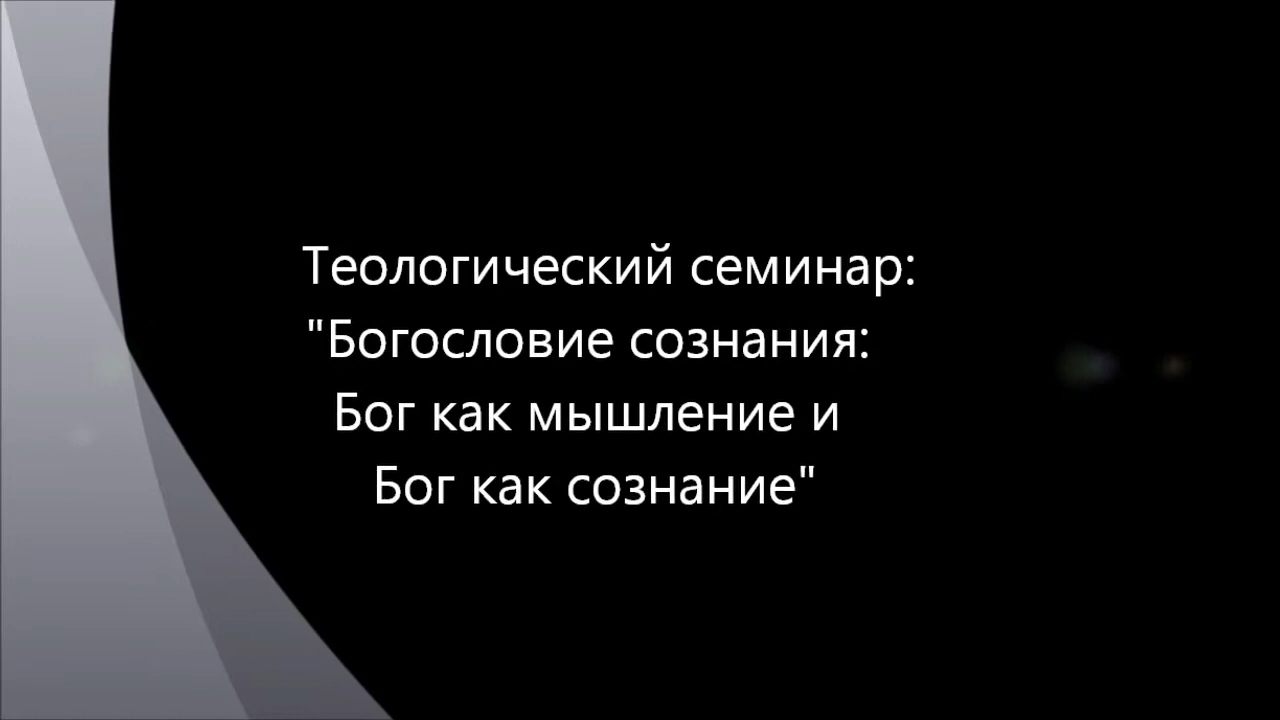 Теологический семинар:
"Богословие сознания:
Бог как мышление и
Бог как сознание"